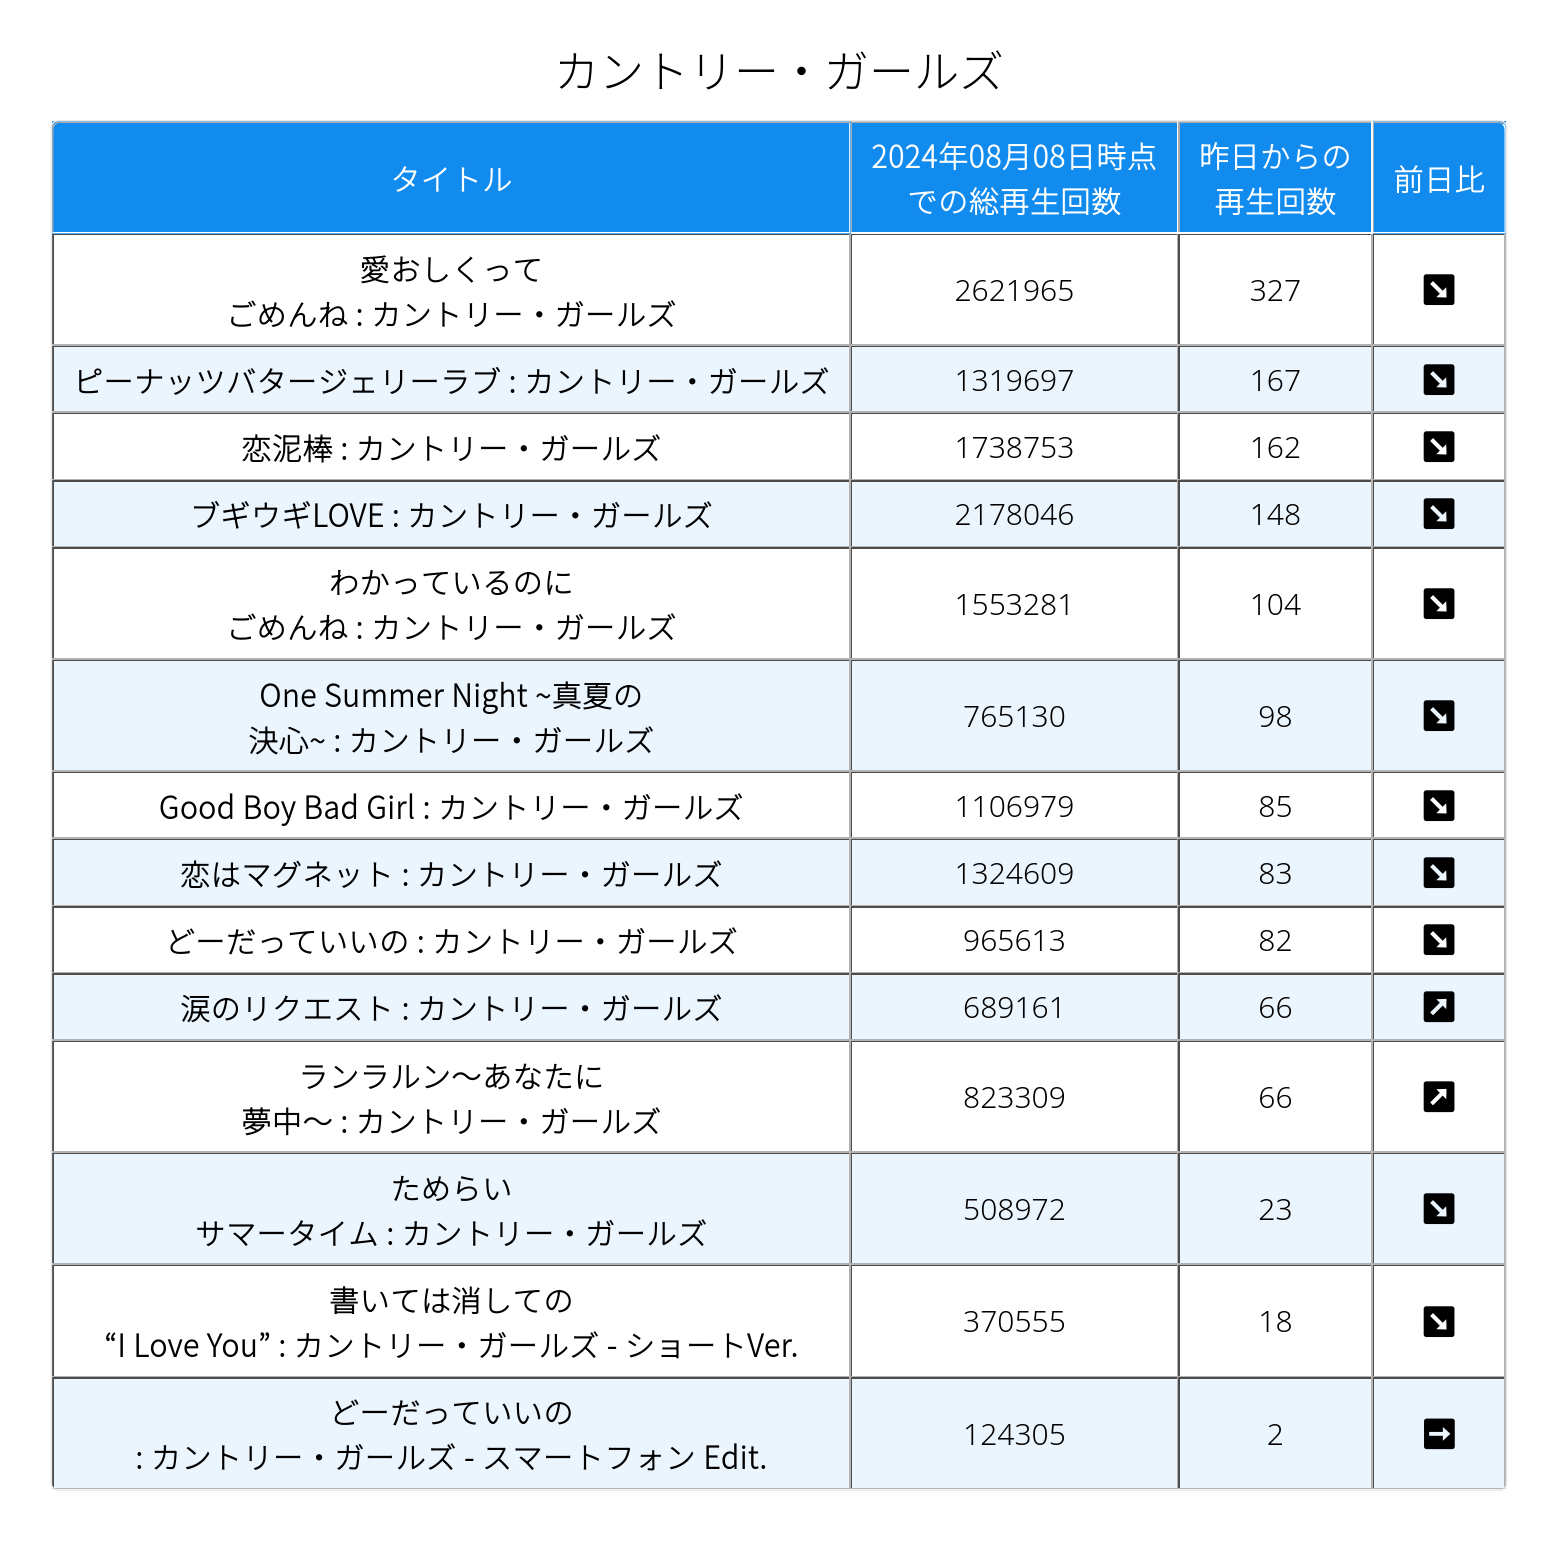 カントリー・ガールズ
タイトル
2024年08月08日時点
での総再生回数
昨日からの
再生回数
前日比
愛おしくって
ごめんね : カントリー・ガールズ
2621965
327
ピーナッツバタージェリーラブ : カントリー・ガールズ
1319697
167
恋泥棒 : カントリー・ガールズ
1738753
162
ブギウギLOVE : カントリー・ガールズ
2178046
148
わかっているのに
ごめんね : カントリー・ガールズ
1553281
104
One Summer Night ~真夏の
決心~ : カントリー・ガールズ
765130
98
Good Boy Bad Girl : カントリー・ガールズ
1106979
85
恋はマグネット : カントリー・ガールズ
1324609
83
どーだっていいの : カントリー・ガールズ
965613
82
涙のリクエスト : カントリー・ガールズ
689161
66
ランラルン〜あなたに
夢中〜 : カントリー・ガールズ
823309
66
ためらい
サマータイム : カントリー・ガールズ
508972
23
書いては消しての
“I Love You” : カントリー・ガールズ - ショートVer.
370555
18
どーだっていいの
: カントリー・ガールズ - スマートフォン Edit.
124305
2